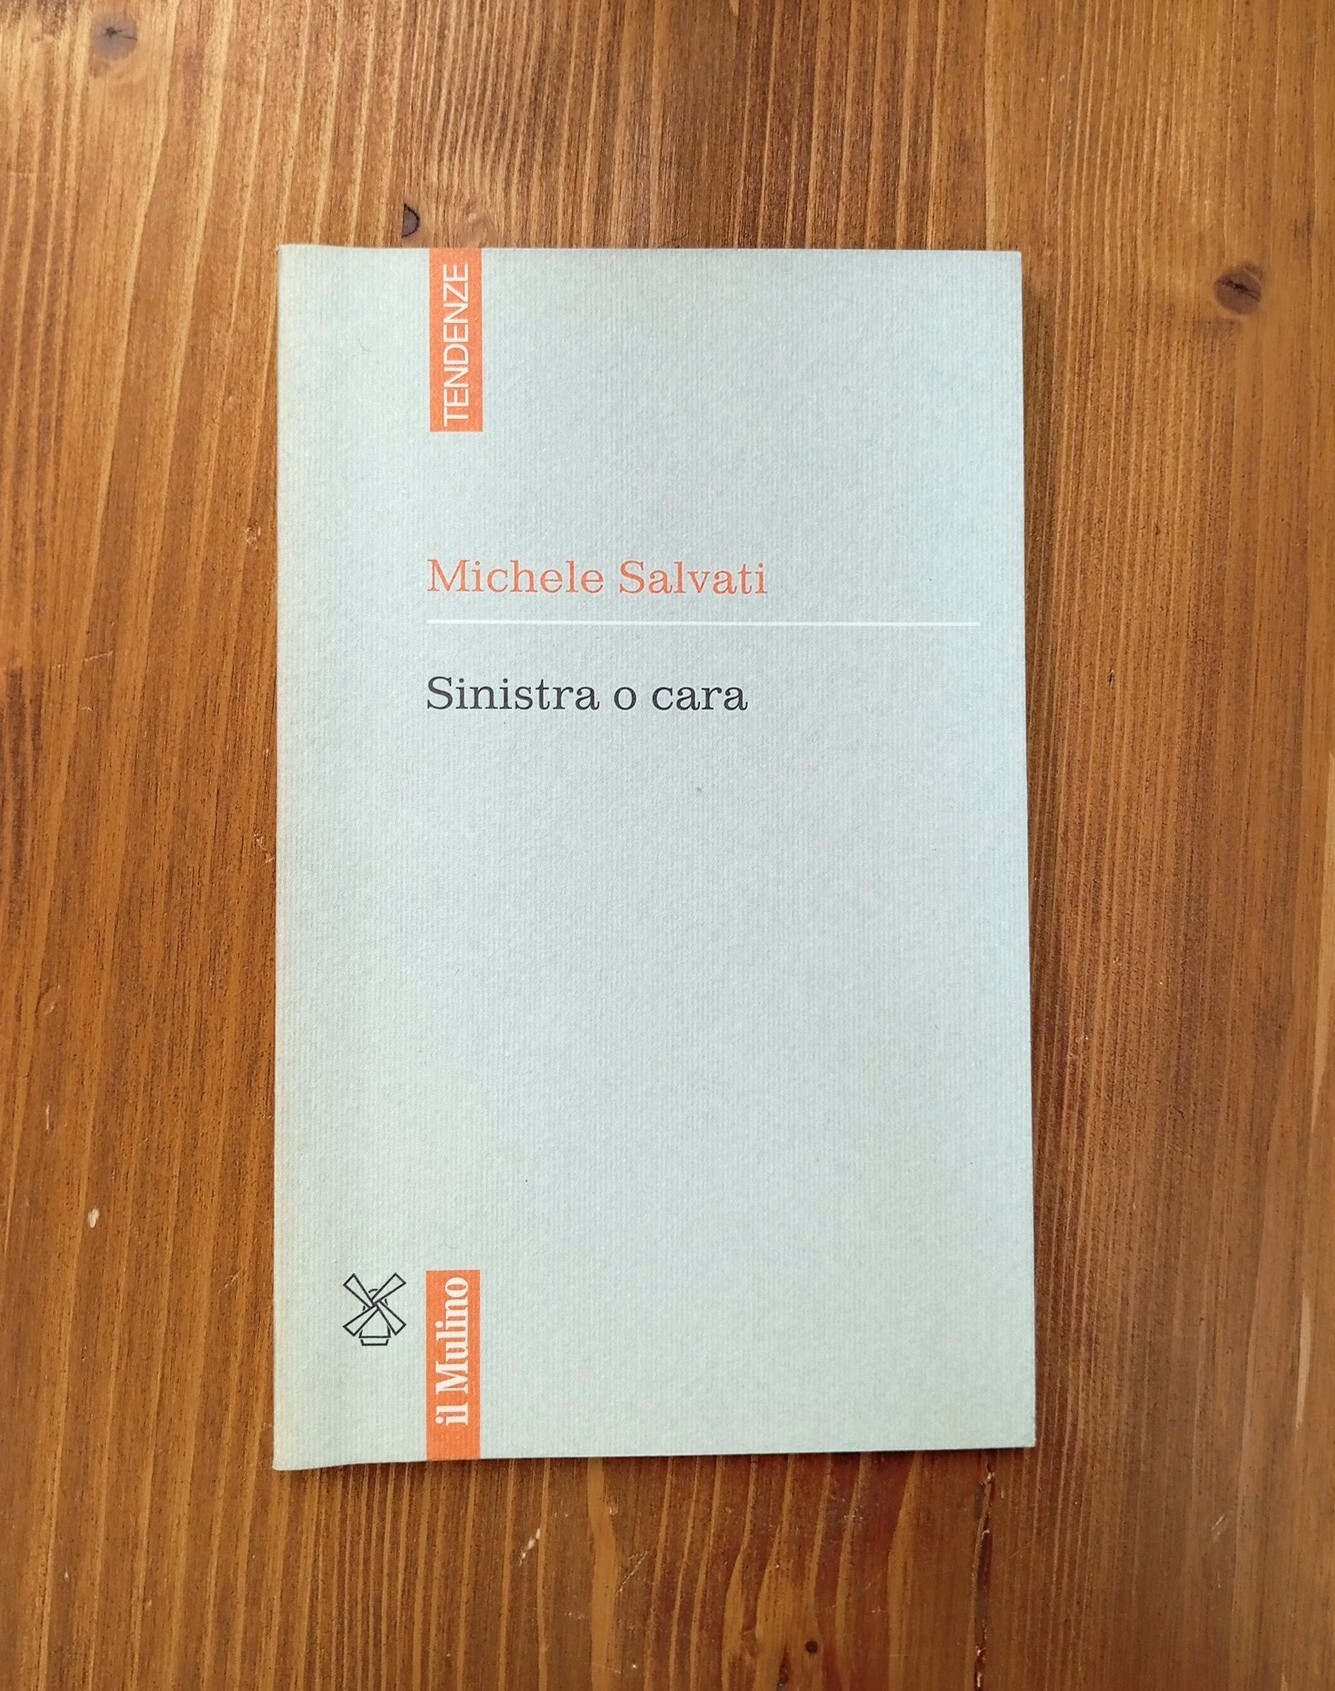 TENDENZE
Michele Salvati
Sinistra o cara
il Mulino